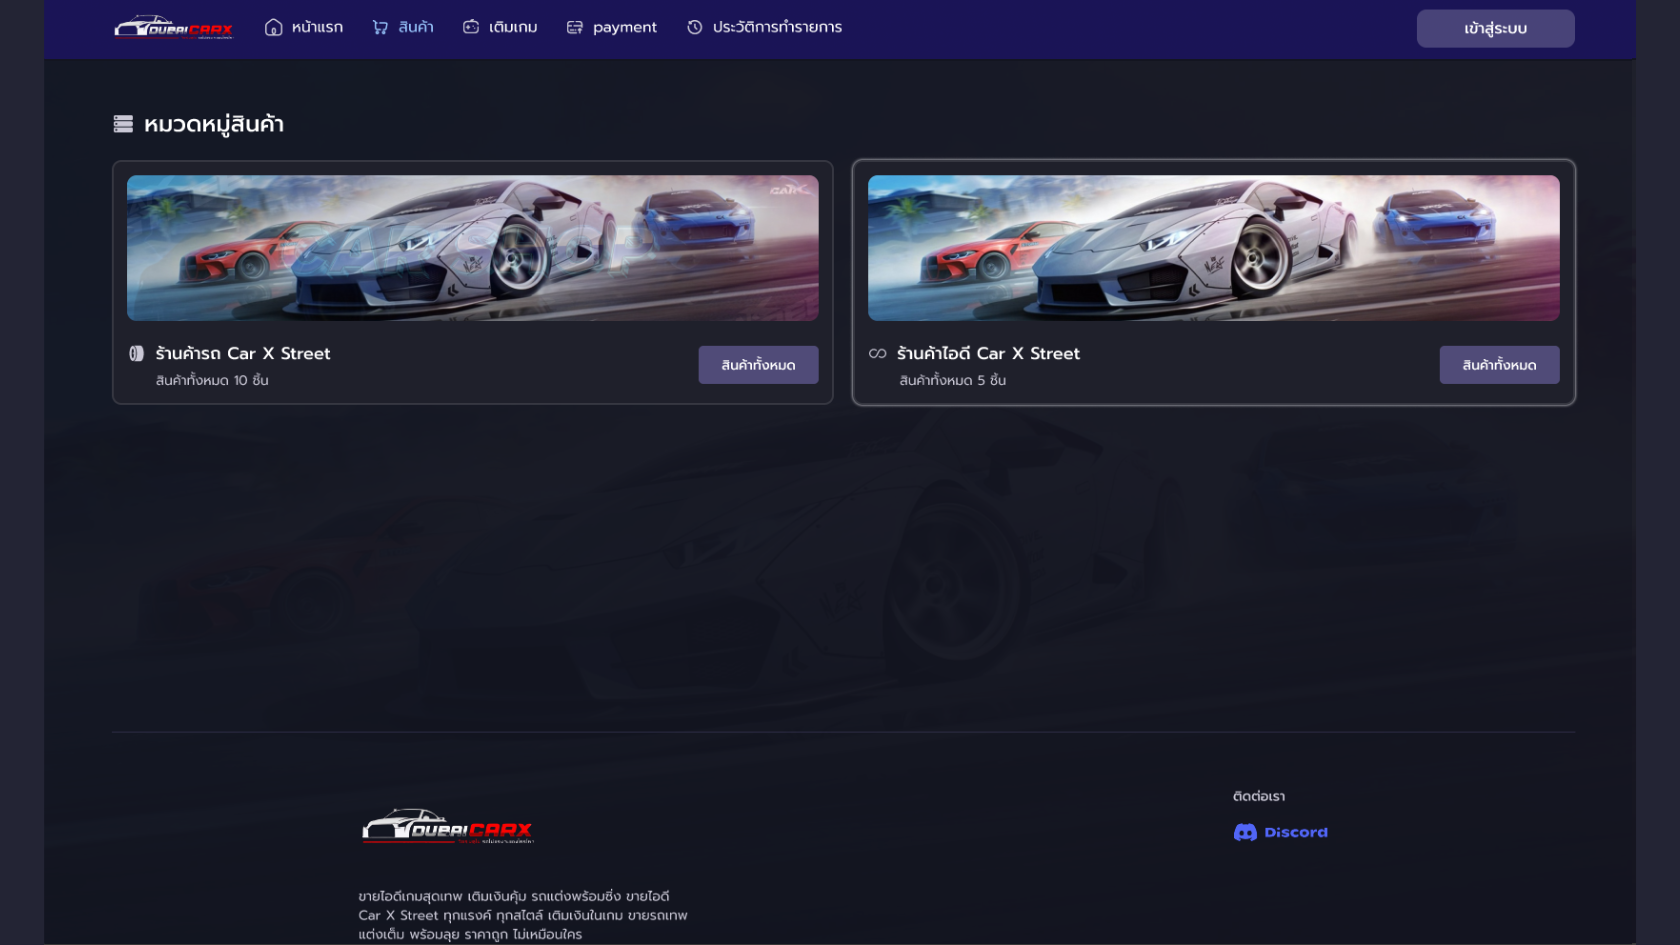 DUBAI CARX
หน้าแรก
สินค้า
เติมเกม
payment
ประวัติการทำรายการ
เข้าสู่ระบบ
หมวดหมู่สินค้า
ร้านค้ารถ Car X Street
สินค้าทั้งหมด 10 ชิ้น
สินค้าทั้งหมด
ร้านค้าไอดี Car X Street
สินค้าทั้งหมด 5 ชิ้น
สินค้าทั้งหมด
DUBAI CARX
ติดต่อเรา
Discord
ขายไอดีเกมสุดเทพ เติมเงินคุ้ม รถแต่งพร้อมซิ่ง ขายไอดี
Car X Street ทุกแรงค์ ทุกสไตล์ เติมเงินในเกม ขายรถเทพ
แต่งเต็ม พร้อมลุย ราคาถูก ไม่เหมือนใคร